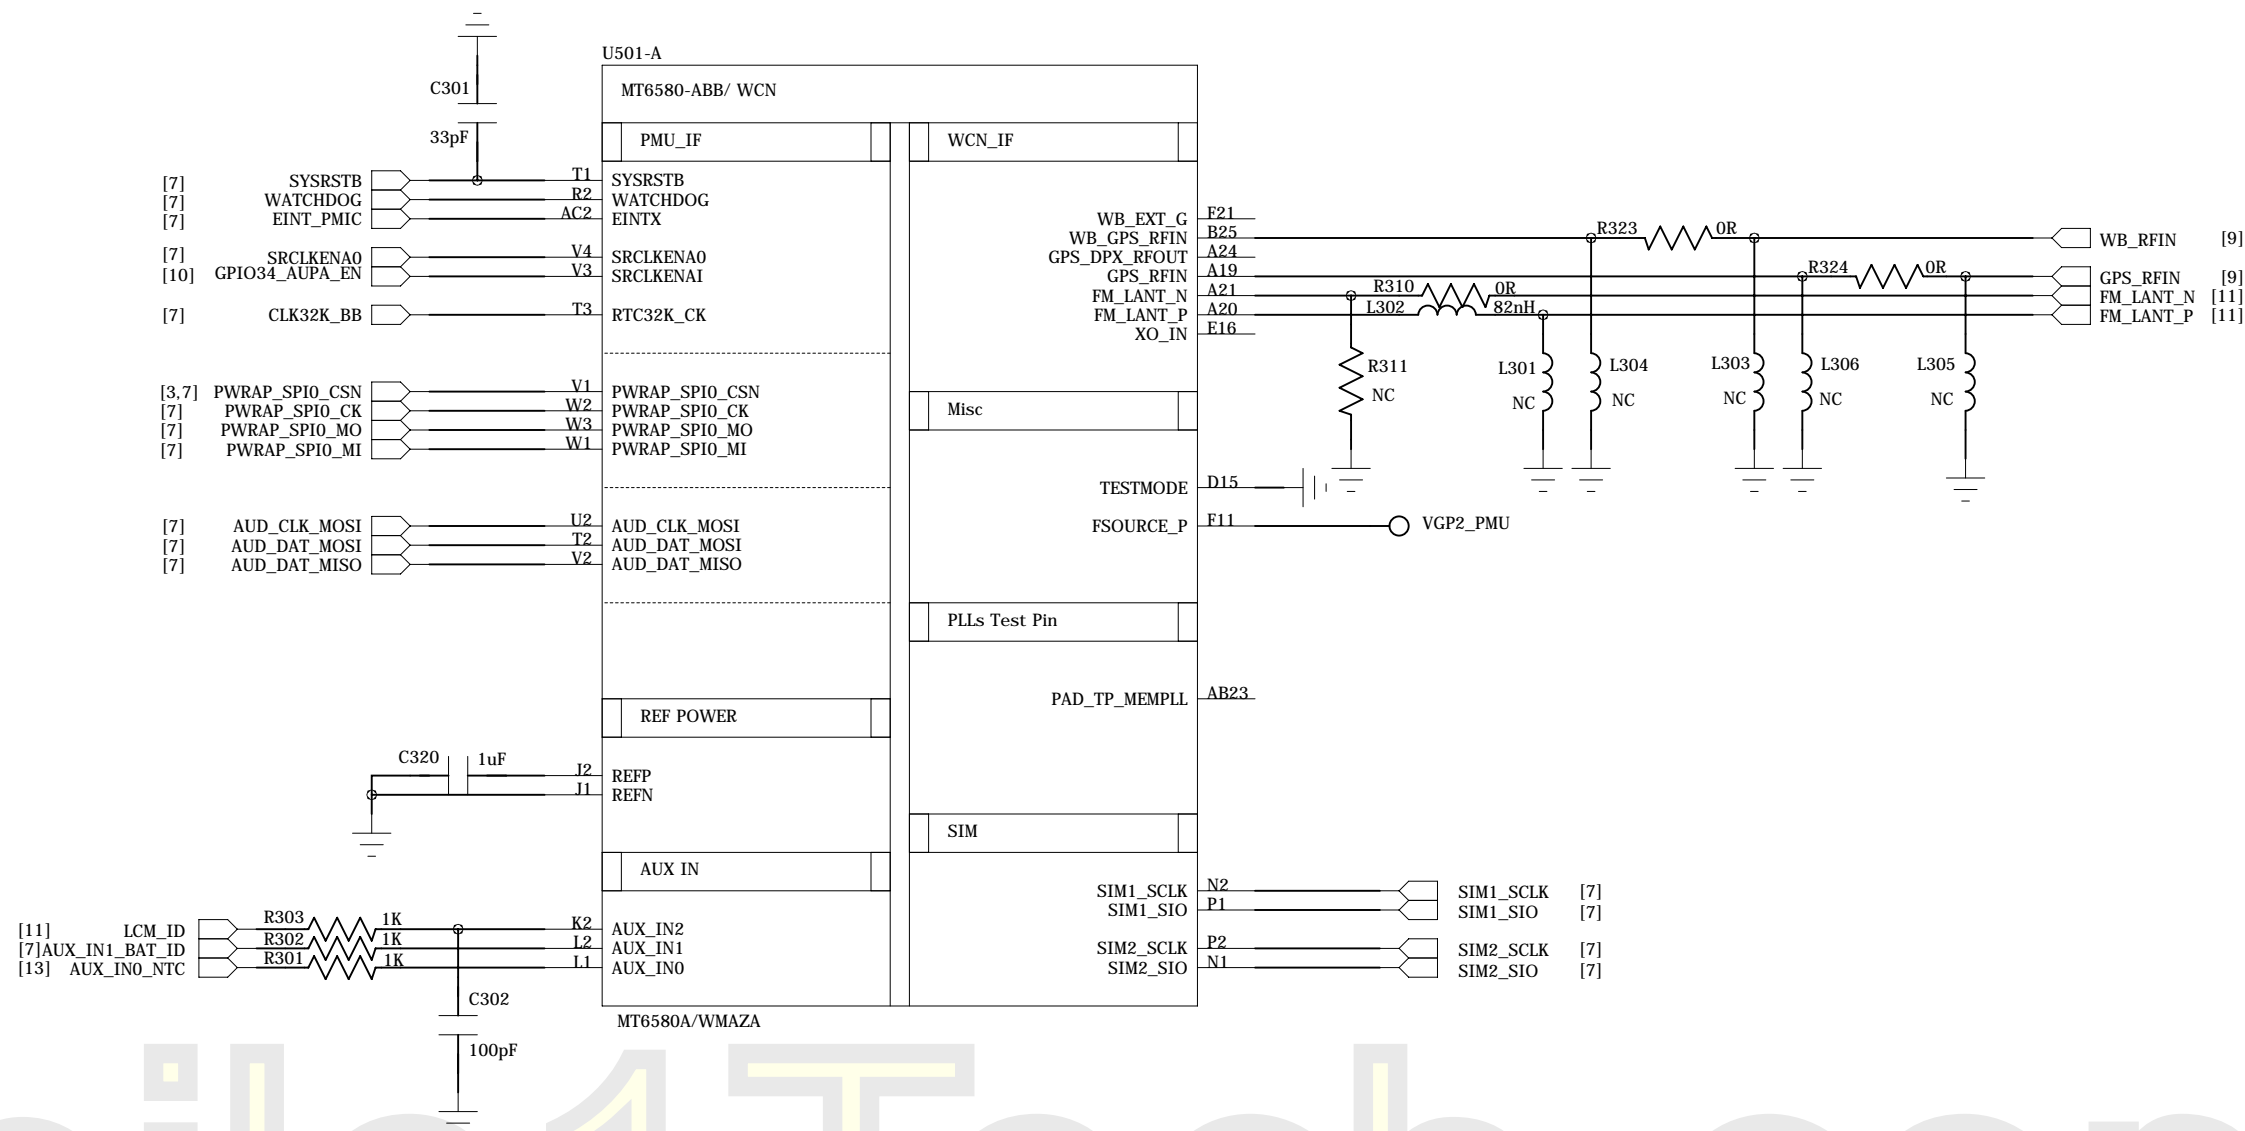 U501-A
MT6580-ABB/ WCN
C301
33pF
PMU_IF
WCN_IF
[7] SYSRSTB T1 SYSRSTB
[7] WATCHDOG R2 WATCHDOG
[7] EINT_PMIC AC2 EINTX
[7] SRCLKENA0 V4 SRCLKENA0
[10] GPIO34_AUPA_EN V3 SRCLKENAI
[7] CLK32K_BB T3 RTC32K_CK
[3,7] PWRAP_SPI0_CSN V1 PWRAP_SPI0_CSN
[7] PWRAP_SPI0_CK W2 PWRAP_SPI0_CK
[7] PWRAP_SPI0_MO W3 PWRAP_SPI0_MO
[7] PWRAP_SPI0_MI W1 PWRAP_SPI0_MI
[7] AUD_CLK_MOSI U2 AUD_CLK_MOSI
[7] AUD_DAT_MOSI T2 AUD_DAT_MOSI
[7] AUD_DAT_MISO V2 AUD_DAT_MISO
REF POWER
C320 1uF J2 REFP
J1 REFN
AUX IN
[11] LCM_ID R303 1K K2 AUX_IN2
[7]AUX_IN1_BAT_ID R302 1K L2 AUX_IN1
[13] AUX_IN0_NTC R301 1K L1 AUX_IN0
C302
100pF
MT6580A/WMAZA
WB_EXT_G F21
WB_GPS_RFIN B25 R323 0R WB_RFIN [9]
GPS_DPX_RFOUT A24
GPS_RFIN A19 R324 0R GPS_RFIN [9]
FM_LANT_N A21 R310 0R FM_LANT_N [11]
FM_LANT_P A20 L302 82nH FM_LANT_P [11]
XO_IN E16
R311 L301 L304 L303 L306 L305
NC NC NC NC NC NC
Misc
TESTMODE D15
FSOURCE_P F11 VGP2_PMU
PLLs Test Pin
PAD_TP_MEMPLL AB23
SIM
SIM1_SCLK N2 SIM1_SCLK [7]
SIM1_SIO P1 SIM1_SIO [7]
SIM2_SCLK P2 SIM2_SCLK [7]
SIM2_SIO N1 SIM2_SIO [7]